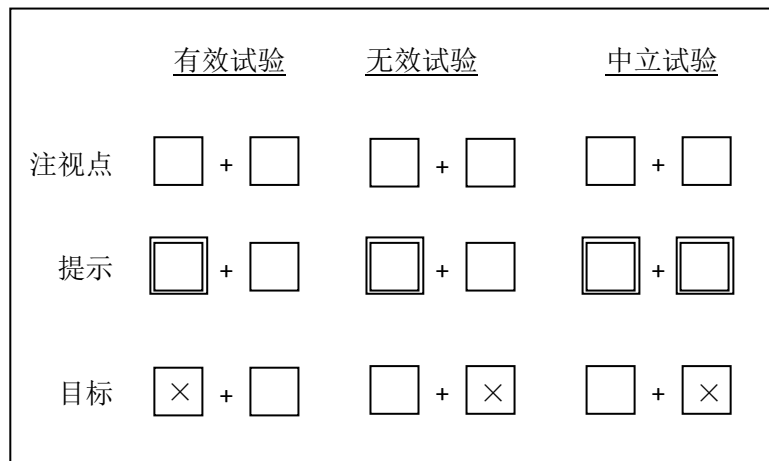 有效试验 无效试验 中立试验
注视点 + + +
提示 + + +
目标 × + + × + ×